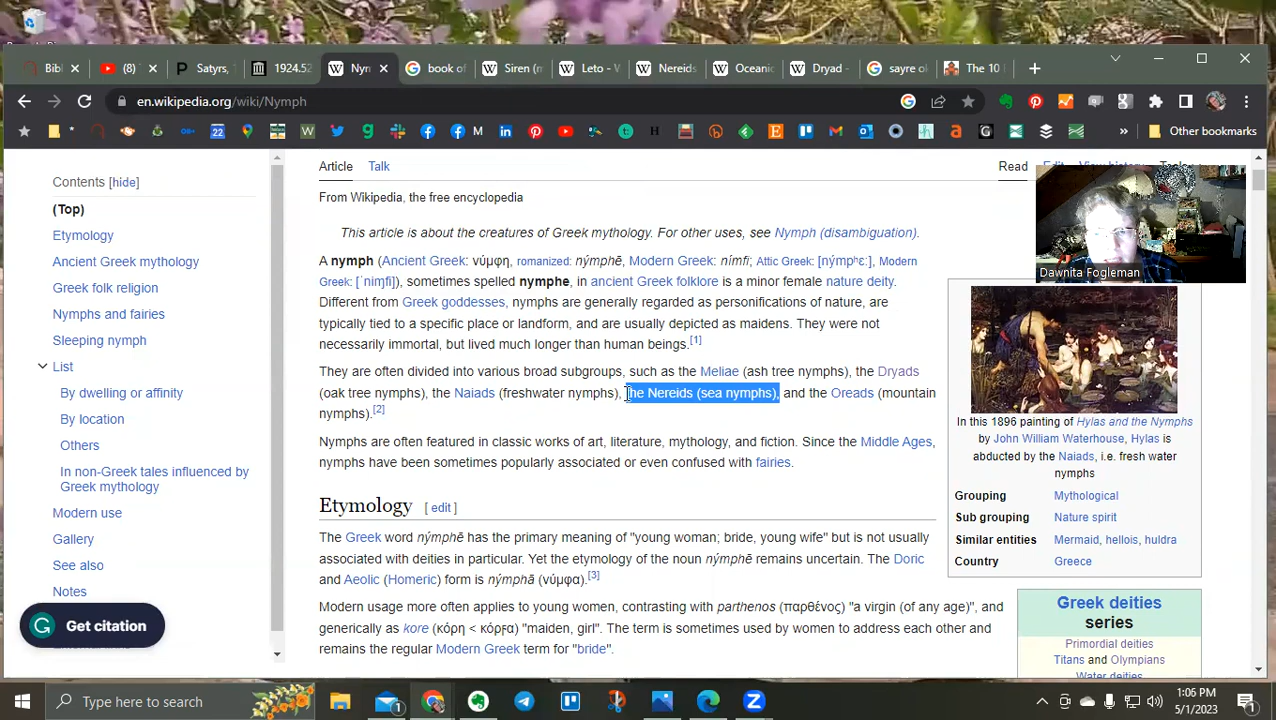 Bibl
(8)
Satyrs,
1924.52
Nym
book of
Siren (m
Leto - W
Nereids
Oceanic
Dryad -
sayre ok
The 10
en.wikipedia.org/wiki/Nymph
22
M
Other bookmarks
Contents [hide]
(Top)
Etymology
Ancient Greek mythology
Greek folk religion
Nymphs and fairies
Sleeping nymph
List
By dwelling or affinity
By location
Others
In non-Greek tales influenced by
Greek mythology
Modern use
Gallery
See also
Notes
Get citation
Article Talk Read Edit View history Tools
From Wikipedia, the free encyclopedia
This article is about the creatures of Greek mythology. For other uses, see Nymph (disambiguation).
A nymph (Ancient Greek: νύμφη, romanized: nýmphē, Modern Greek: nímfi; Attic Greek: [nýmpʰɛː], Modern
Greek: [ˈniɱfi]), sometimes spelled nymphe, in ancient Greek folklore is a minor female nature deity.
Different from Greek goddesses, nymphs are generally regarded as personifications of nature, are
typically tied to a specific place or landform, and are usually depicted as maidens. They were not
necessarily immortal, but lived much longer than human beings.[1]
They are often divided into various broad subgroups, such as the Meliae (ash tree nymphs), the Dryads
(oak tree nymphs), the Naiads (freshwater nymphs), the Nereids (sea nymphs), and the Oreads (mountain
nymphs).[2]
Nymphs are often featured in classic works of art, literature, mythology, and fiction. Since the Middle Ages,
nymphs have been sometimes popularly associated or even confused with fairies.
Etymology [ edit ]
The Greek word nýmphē has the primary meaning of "young woman; bride, young wife" but is not usually
associated with deities in particular. Yet the etymology of the noun nýmphē remains uncertain. The Doric
and Aeolic (Homeric) form is nýmphā (νύμφα).[3]
Modern usage more often applies to young women, contrasting with parthenos (παρθένος) "a virgin (of any age)", and
generically as kore (κόρη < κόρϝα) "maiden, girl". The term is sometimes used by women to address each other and
remains the regular Modern Greek term for "bride".
Dawnita Fogleman
In this 1896 painting of Hylas and the Nymphs
by John William Waterhouse, Hylas is
abducted by the Naiads, i.e. fresh water
nymphs
Grouping Mythological
Sub grouping Nature spirit
Similar entities Mermaid, hellois, huldra
Country Greece
Greek deities
series
Primordial deities
Titans and Olympians
Water deities
Type here to search
1
1:06 PM
5/1/2023
1